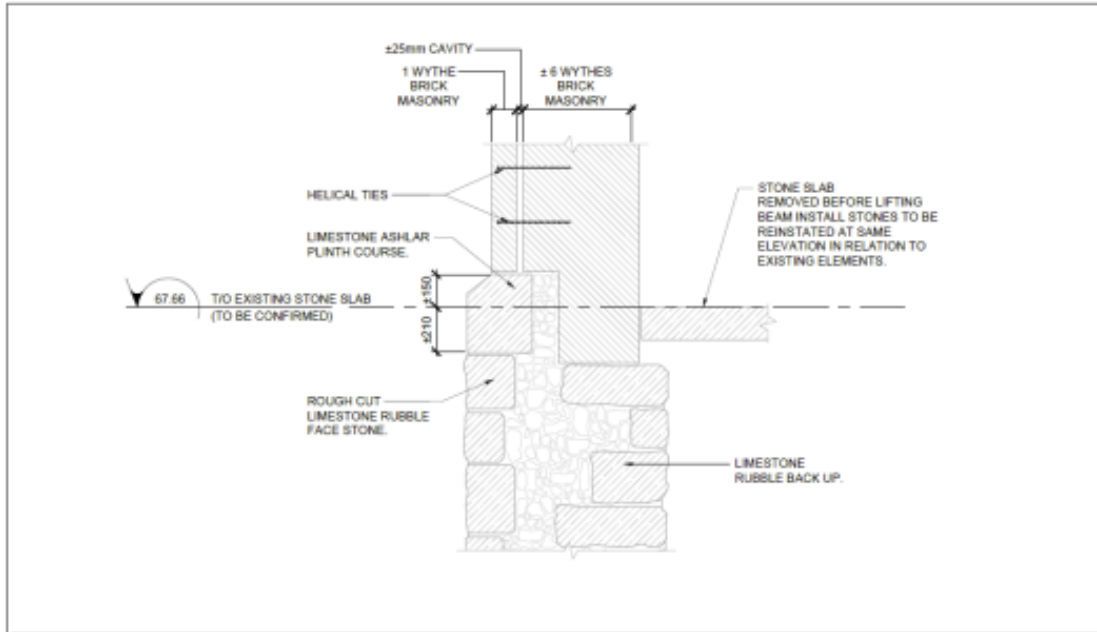 ±25mm CAVITY
1 WYTHE
BRICK
MASONRY
± 6 WYTHES
BRICK
MASONRY
HELICAL TIES
LIMESTONE ASHLAR
PLINTH COURSE.
±150
±210
67.66
T/O EXISTING STONE SLAB
(TO BE CONFIRMED)
STONE SLAB
REMOVED BEFORE LIFTING
BEAM INSTALL STONES TO BE
REINSTATED AT SAME
ELEVATION IN RELATION TO
EXISTING ELEMENTS.
ROUGH CUT
LIMESTONE RUBBLE
FACE STONE.
LIMESTONE
RUBBLE BACK UP.